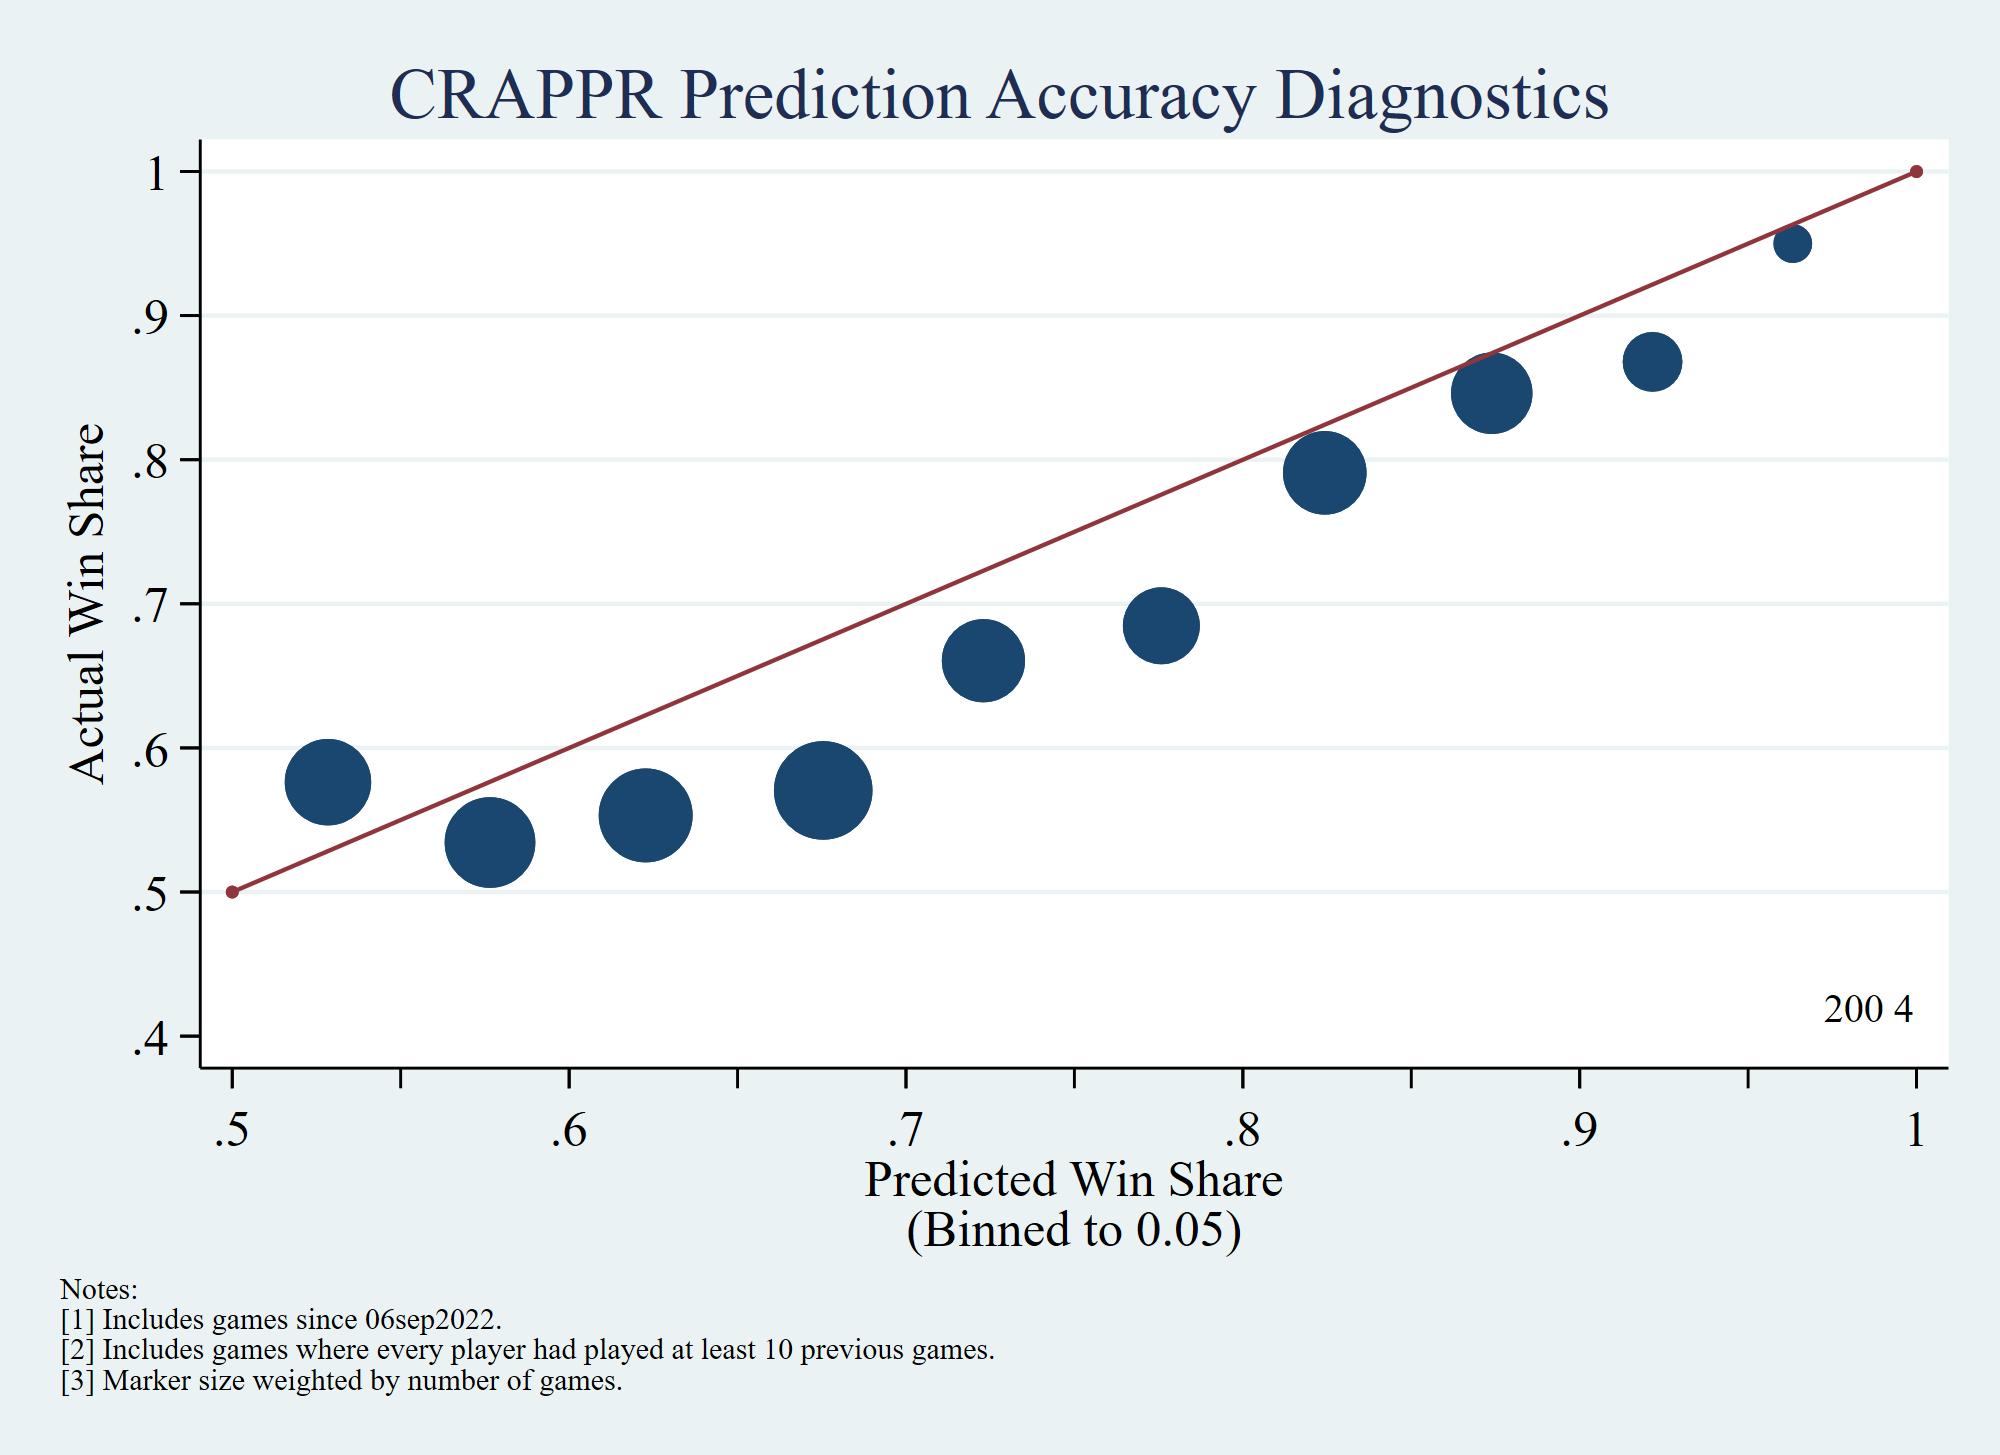 CRAPPR Prediction Accuracy Diagnostics
1
.9
.8
.7
.6
.5
.4
Actual Win Share
200 4
.5
.6
.7
.8
.9
1
Predicted Win Share
(Binned to 0.05)
Notes:
[1] Includes games since 06sep2022.
[2] Includes games where every player had played at least 10 previous games.
[3] Marker size weighted by number of games.